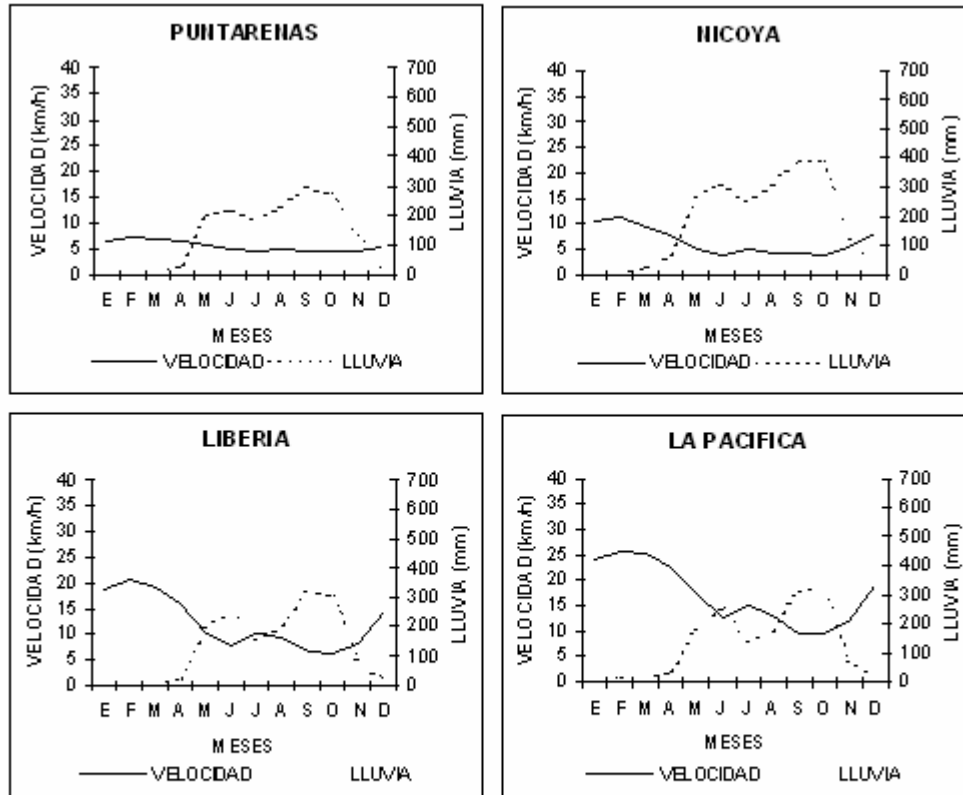 PUNTARENAS
VELOCIDAD (km/h)
40
35
30
25
20
15
10
5
0
700
600
500
400
300
200
100
0
LLUVIA (mm)
E F M A M J J A S O N D
MESES
VELOCIDAD LLUVIA
NICOYA
VELOCIDAD (km/h)
40
35
30
25
20
15
10
5
0
700
600
500
400
300
200
100
0
LLUVIA (mm)
E F M A M J J A S O N D
MESES
VELOCIDAD LLUVIA
LIBERIA
VELOCIDAD (km/h)
40
35
30
25
20
15
10
5
0
700
600
500
400
300
200
100
0
LLUVIA (mm)
E F M A M J J A S O N D
MESES
VELOCIDAD LLUVIA
LA PACIFICA
VELOCIDAD (km/h)
40
35
30
25
20
15
10
5
0
700
600
500
400
300
200
100
0
LLUVIA (mm)
E F M A M J J A S O N D
MESES
VELOCIDAD LLUVIA